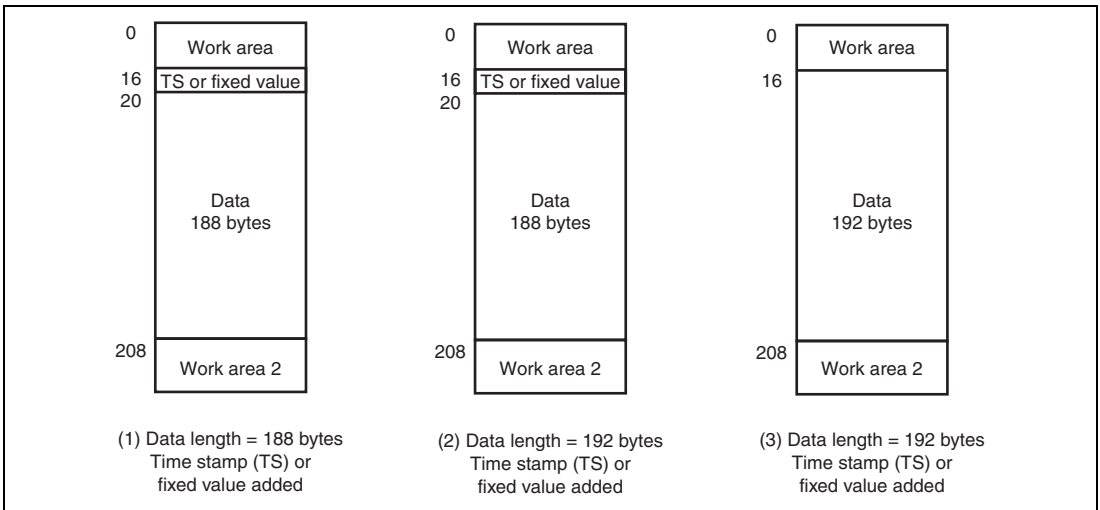 0
Work area
16
TS or fixed value
20
Data
188 bytes
208
Work area 2
(1) Data length = 188 bytes
Time stamp (TS) or
fixed value added
0
Work area
16
TS or fixed value
20
Data
188 bytes
208
Work area 2
(2) Data length = 192 bytes
Time stamp (TS) or
fixed value added
0
Work area
16
Data
192 bytes
208
Work area 2
(3) Data length = 192 bytes
Time stamp (TS) or
fixed value added